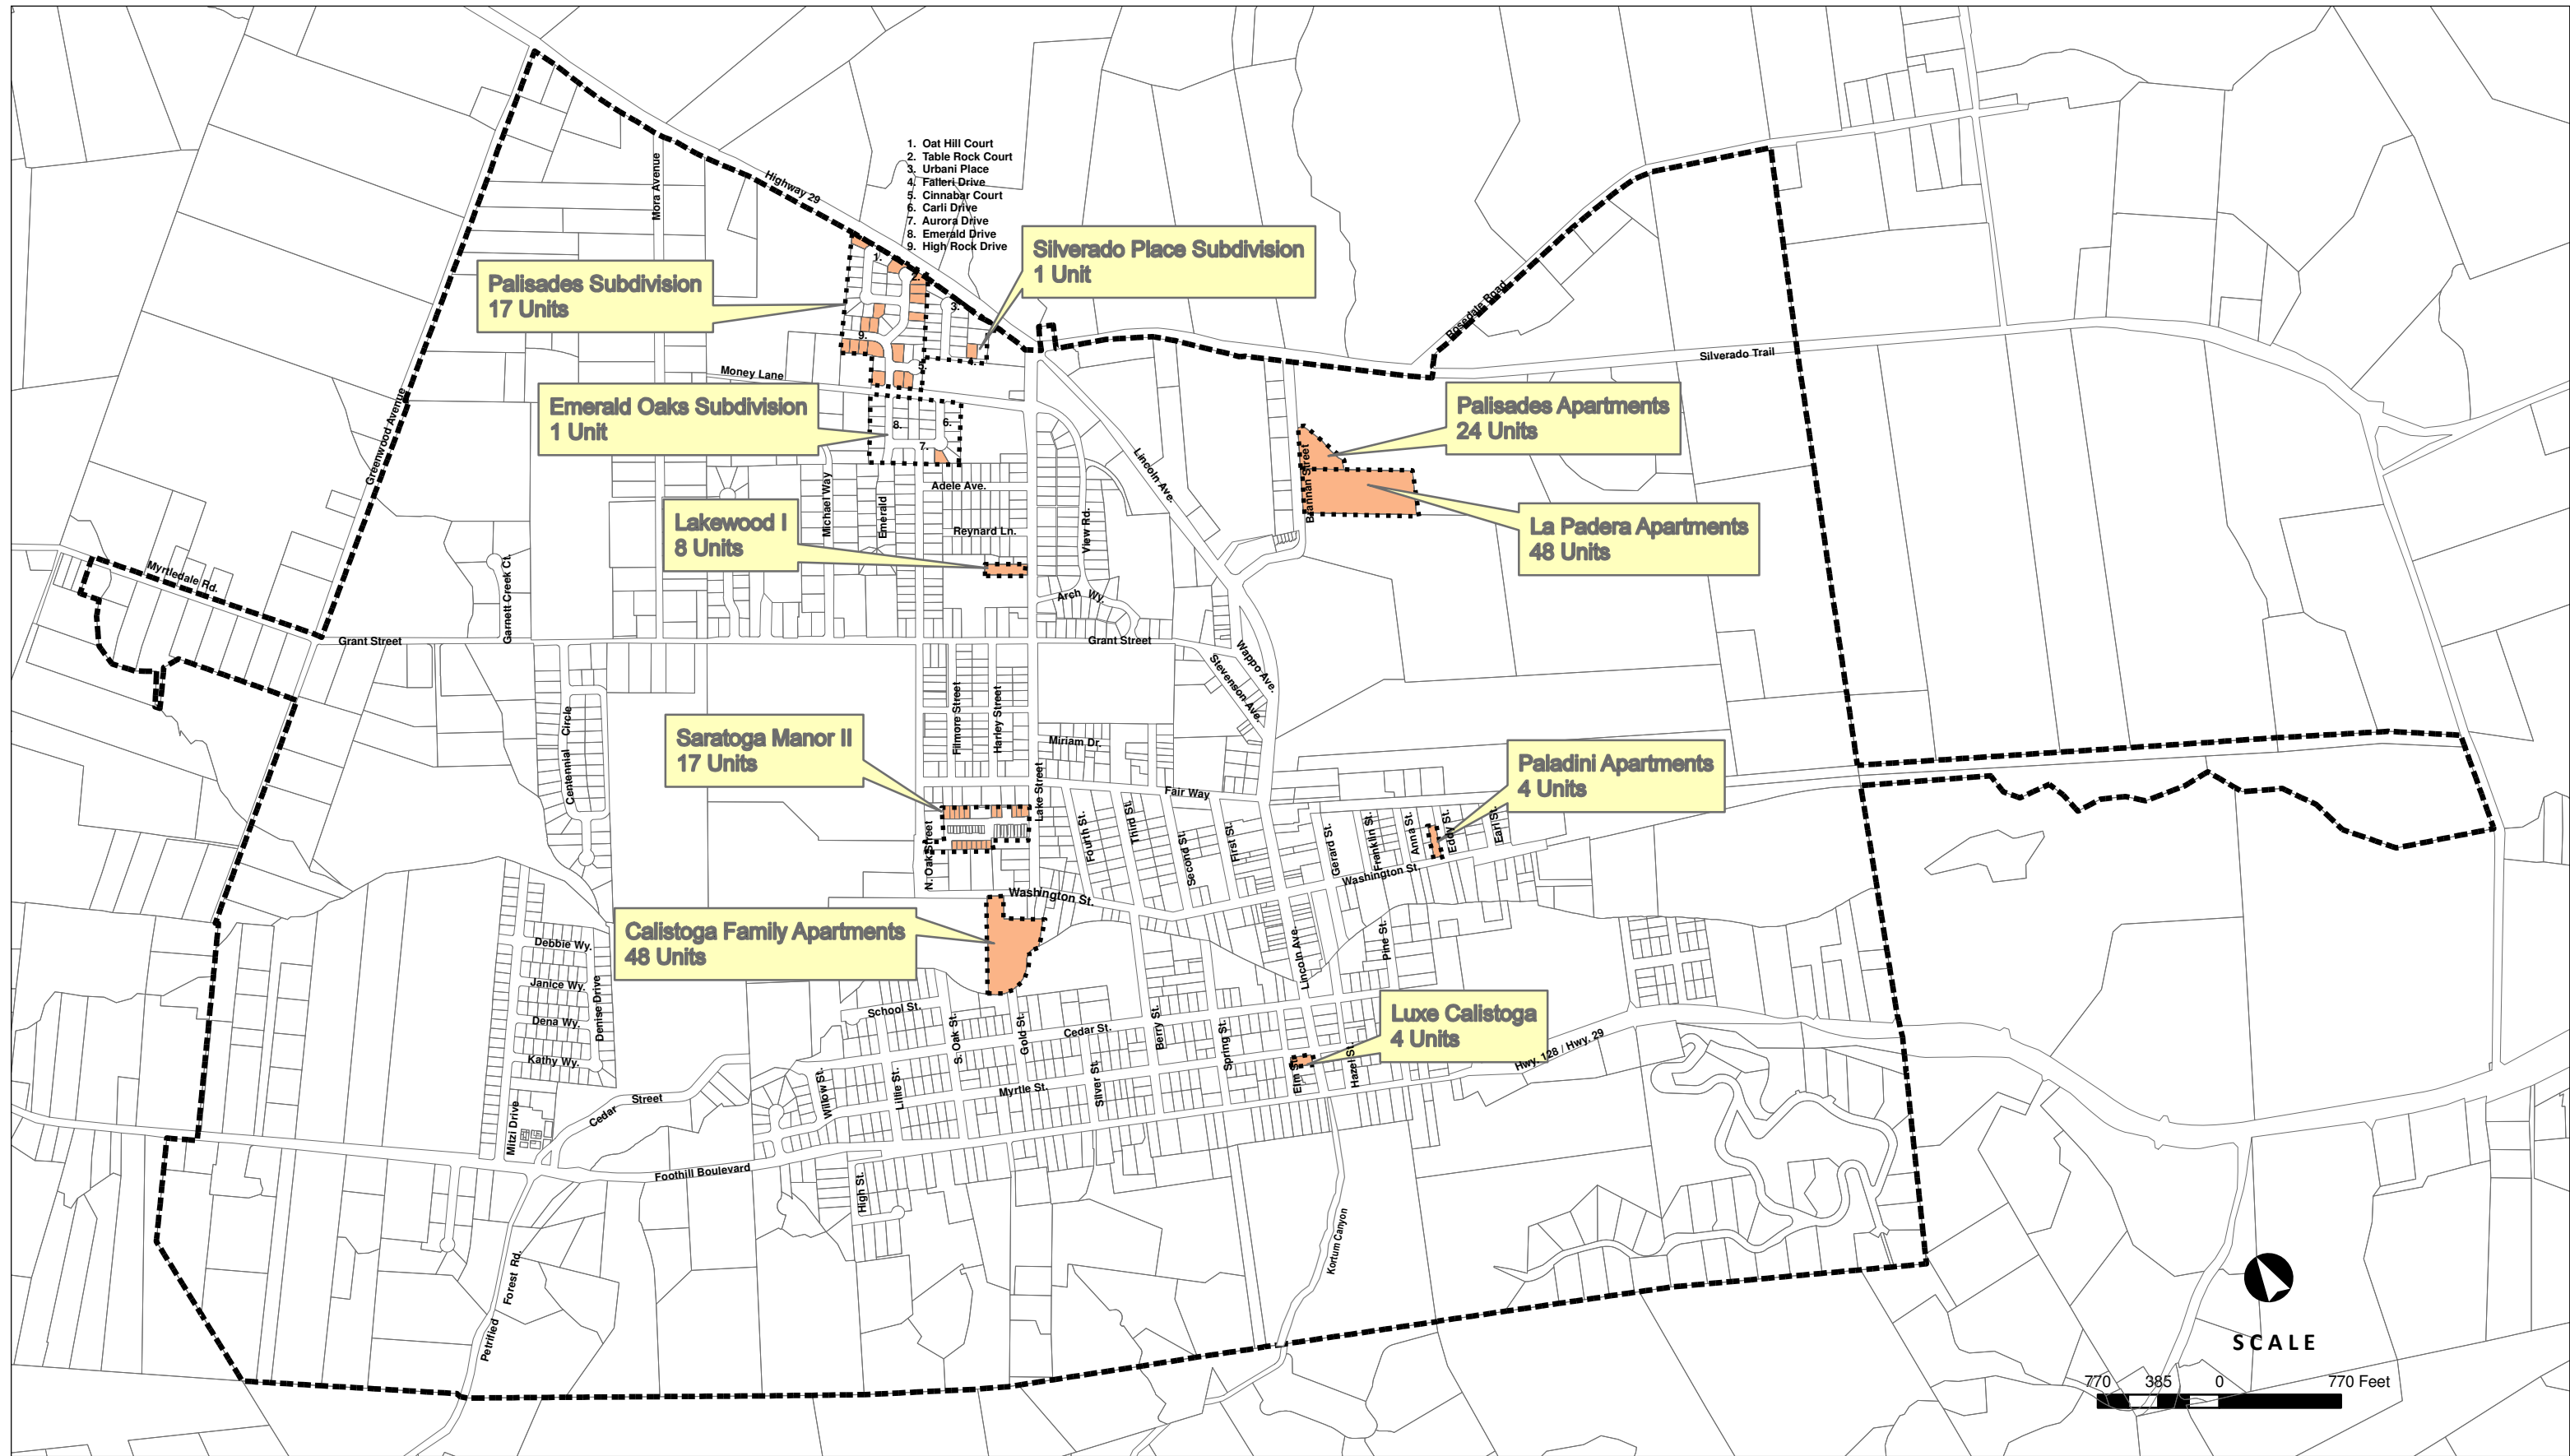 1. Oat Hill Court
2. Table Rock Court
3. Urbani Place
4. Falleri Drive
5. Cinnabar Court
6. Carli Drive
7. Aurora Drive
8. Emerald Drive
9. High Rock Drive
Highway 29
Mora Avenue
Silverado Place Subdivision
1 Unit
Palisades Subdivision
17 Units
1.
2.
3.
9.
5.
4.
Rosedale Road
Silverado Trail
Money Lane
Greenwood Avenue
Emerald Oaks Subdivision
1 Unit
8.
6.
7.
Palisades Apartments
24 Units
Lincoln Ave.
Brannan Street
Adele Ave.
Michael Way
Emerald
Lakewood I
8 Units
Reynard Ln.
View Rd.
La Padera Apartments
48 Units
Myrtledale Rd.
Garnett Creek Ct.
Arch Wy.
Grant Street
Grant Street
Wappo Ave.
Stevenson Ave.
Centennial Circle
Filmore Street
Harley Street
Miriam Dr.
Saratoga Manor II
17 Units
Lake Street
Fair Way
Paladini Apartments
4 Units
N. Oak Street
Fourth St.
Third St.
Second St.
First St.
Gerard St.
Franklin St.
Anna St.
Eddy St.
Earl St.
Washington St.
Washington St.
Calistoga Family Apartments
48 Units
Debbie Wy.
Janice Wy.
Dena Wy.
Kathy Wy.
Denise Drive
Lincoln Ave.
Pine St.
School St.
S. Oak St.
Gold St.
Cedar St.
Berry St.
Spring St.
Luxe Calistoga
4 Units
Elm St.
Hazel St.
Hwy. 128 / Hwy. 29
Willow St.
Lillie St.
Myrtle St.
Silver St.
Cedar Street
Mitzi Drive
Foothill Boulevard
High St.
Petrified Forest Rd.
Kortum Canyon
SCALE
770 385 0 770 Feet